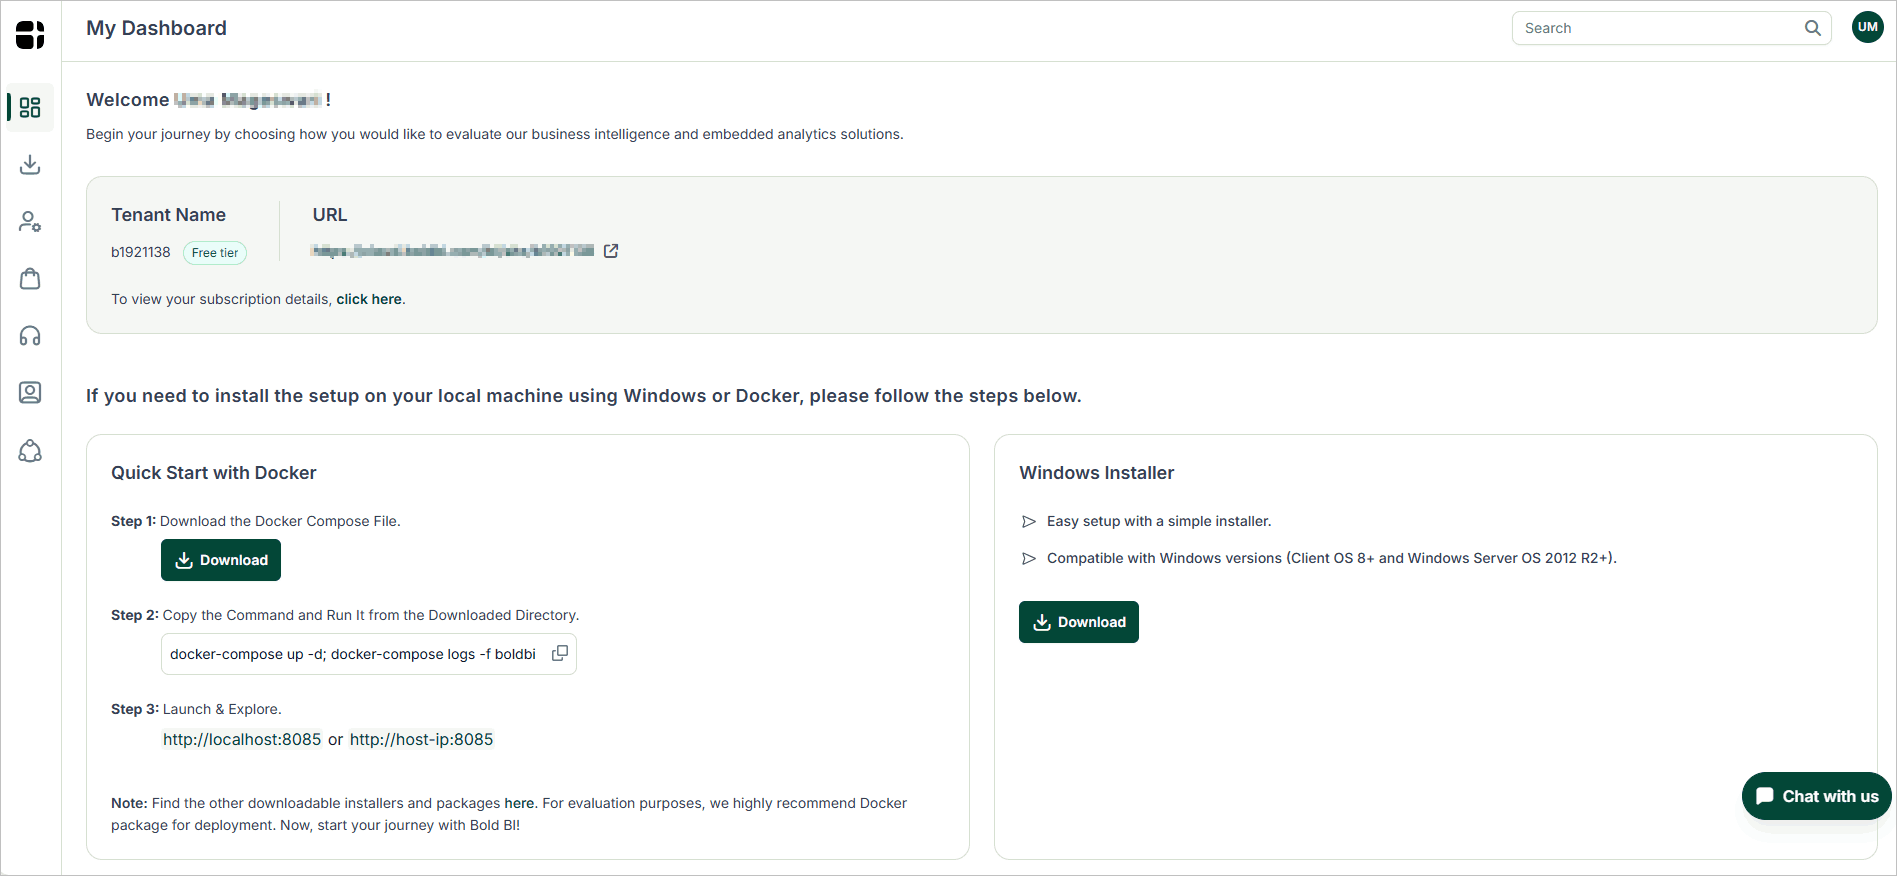 My Dashboard
Search
UM
Welcome !
Begin your journey by choosing how you would like to evaluate our business intelligence and embedded analytics solutions.
Tenant Name
URL
b1921138 Free tier
To view your subscription details, click here.
If you need to install the setup on your local machine using Windows or Docker, please follow the steps below.
Quick Start with Docker
Step 1: Download the Docker Compose File.
Download
Step 2: Copy the Command and Run It from the Downloaded Directory.
docker-compose up -d; docker-compose logs -f boldbi
Step 3: Launch & Explore.
http://localhost:8085 or http://host-ip:8085
Note: Find the other downloadable installers and packages here. For evaluation purposes, we highly recommend Docker
package for deployment. Now, start your journey with Bold BI!
Windows Installer
Easy setup with a simple installer.
Compatible with Windows versions (Client OS 8+ and Windows Server OS 2012 R2+).
Download
Chat with us